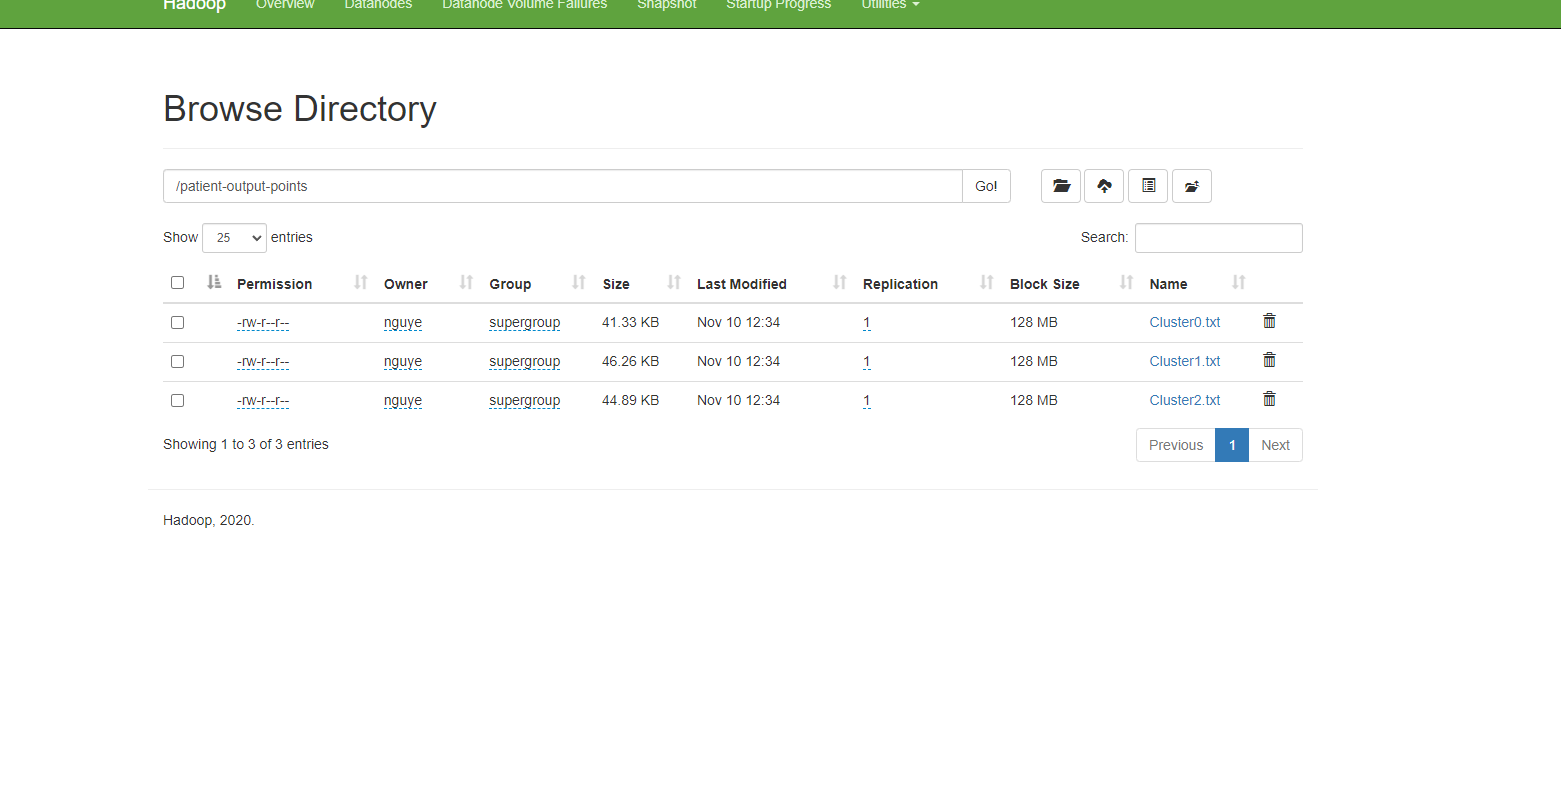 Hadoop Overview Datanodes Datanode Volume Failures Snapshot Startup Progress Utilities
Browse Directory
/patient-output-points Go!
Show 25 entries Search:
Permission Owner Group Size Last Modified Replication Block Size Name
-rw-r--r-- nguye supergroup 41.33 KB Nov 10 12:34 1 128 MB Cluster0.txt
-rw-r--r-- nguye supergroup 46.26 KB Nov 10 12:34 1 128 MB Cluster1.txt
-rw-r--r-- nguye supergroup 44.89 KB Nov 10 12:34 1 128 MB Cluster2.txt
Showing 1 to 3 of 3 entries Previous 1 Next
Hadoop, 2020.